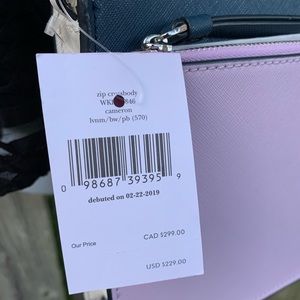 zip crossbody
cameron
lvnm/bw/pb (570)
0 98687 39395 9
debuted on 02-22-2019
Our Price
CAD $299.00
USD $229.00